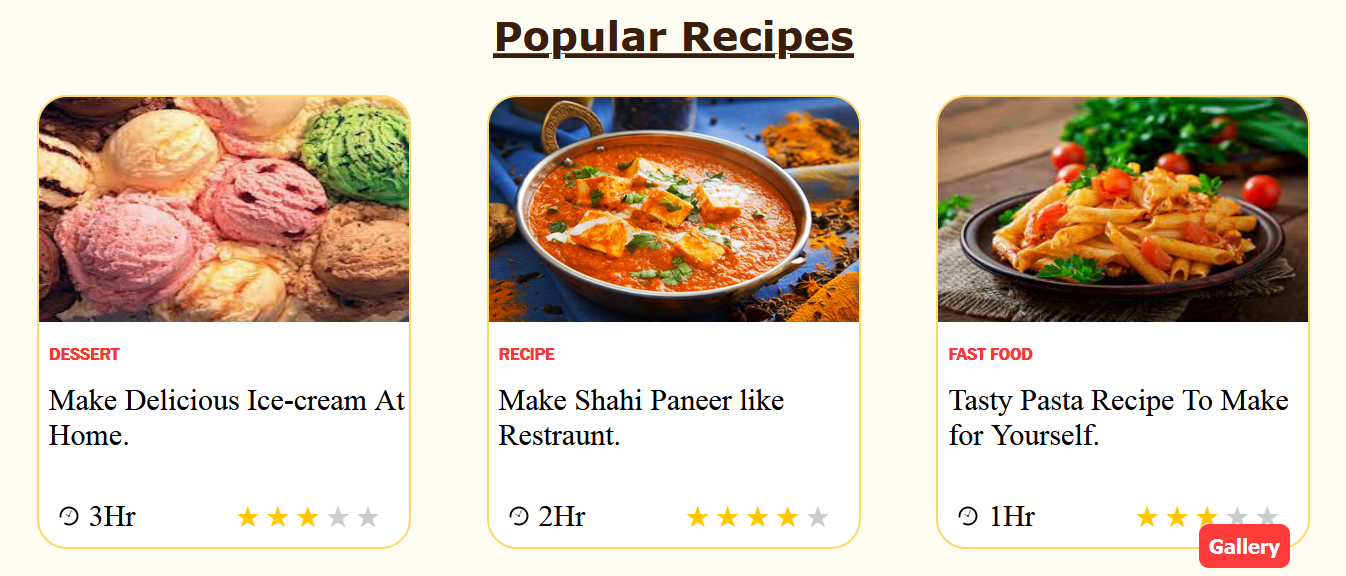 Popular Recipes
DESSERT
Make Delicious Ice-cream At
Home.
3Hr
RECIPE
Make Shahi Paneer like
Restraunt.
2Hr
FAST FOOD
Tasty Pasta Recipe To Make
for Yourself.
1Hr
Gallery